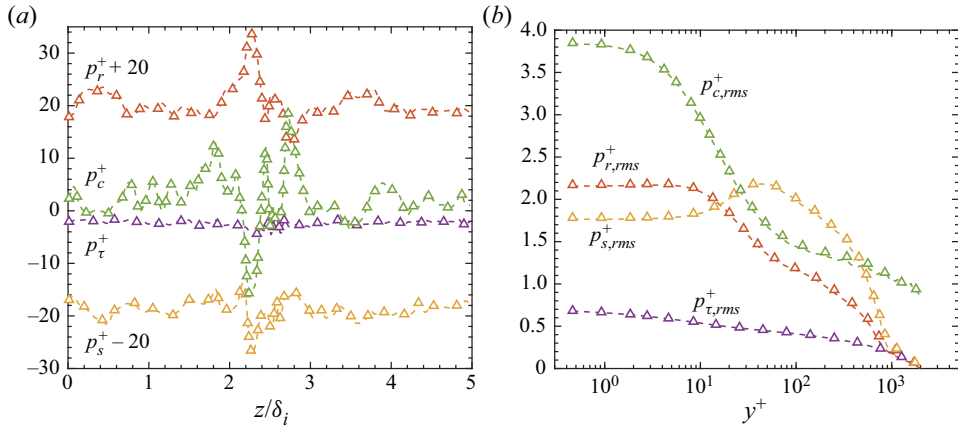 (a)
30
20
10
0
−10
−20
−30
p_r^+ + 20
p_c^+
p_τ^+
p_s^+ − 20
0 1 2 3 4 5
z/δ_i
(b)
4.0
3.5
3.0
2.5
2.0
1.5
1.0
0.5
0
p_{c,rms}^+
p_{r,rms}^+
p_{s,rms}^+
p_{τ,rms}^+
10^0 10^1 10^2 10^3
y^+